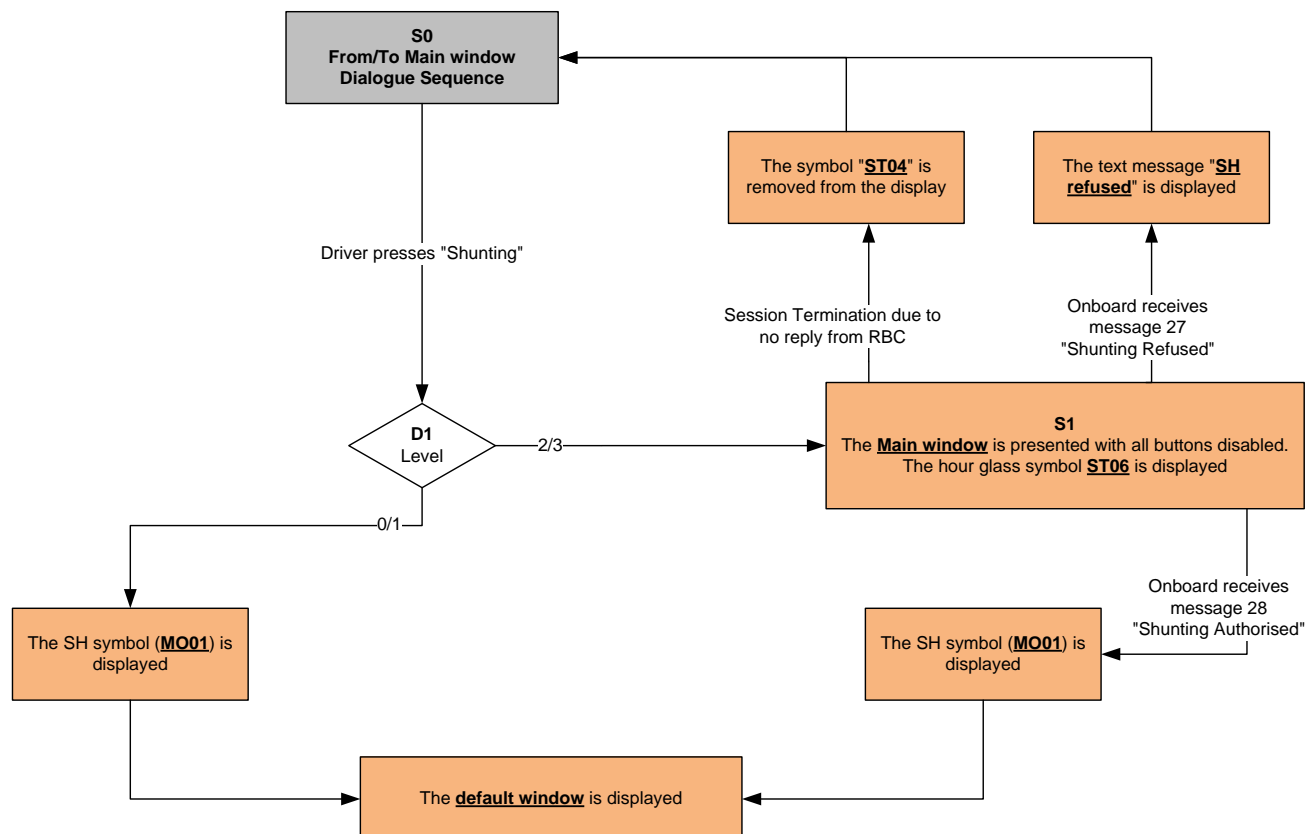 S0
From/To Main window
Dialogue Sequence
The symbol "ST04" is
removed from the display
The text message "SH
refused" is displayed
Driver presses "Shunting"
Session Termination due to
no reply from RBC
Onboard receives
message 27
"Shunting Refused"
D1
Level
2/3
S1
The Main window is presented with all buttons disabled.
The hour glass symbol ST06 is displayed
0/1
Onboard receives
message 28
"Shunting Authorised"
The SH symbol (MO01) is
displayed
The SH symbol (MO01) is
displayed
The default window is displayed